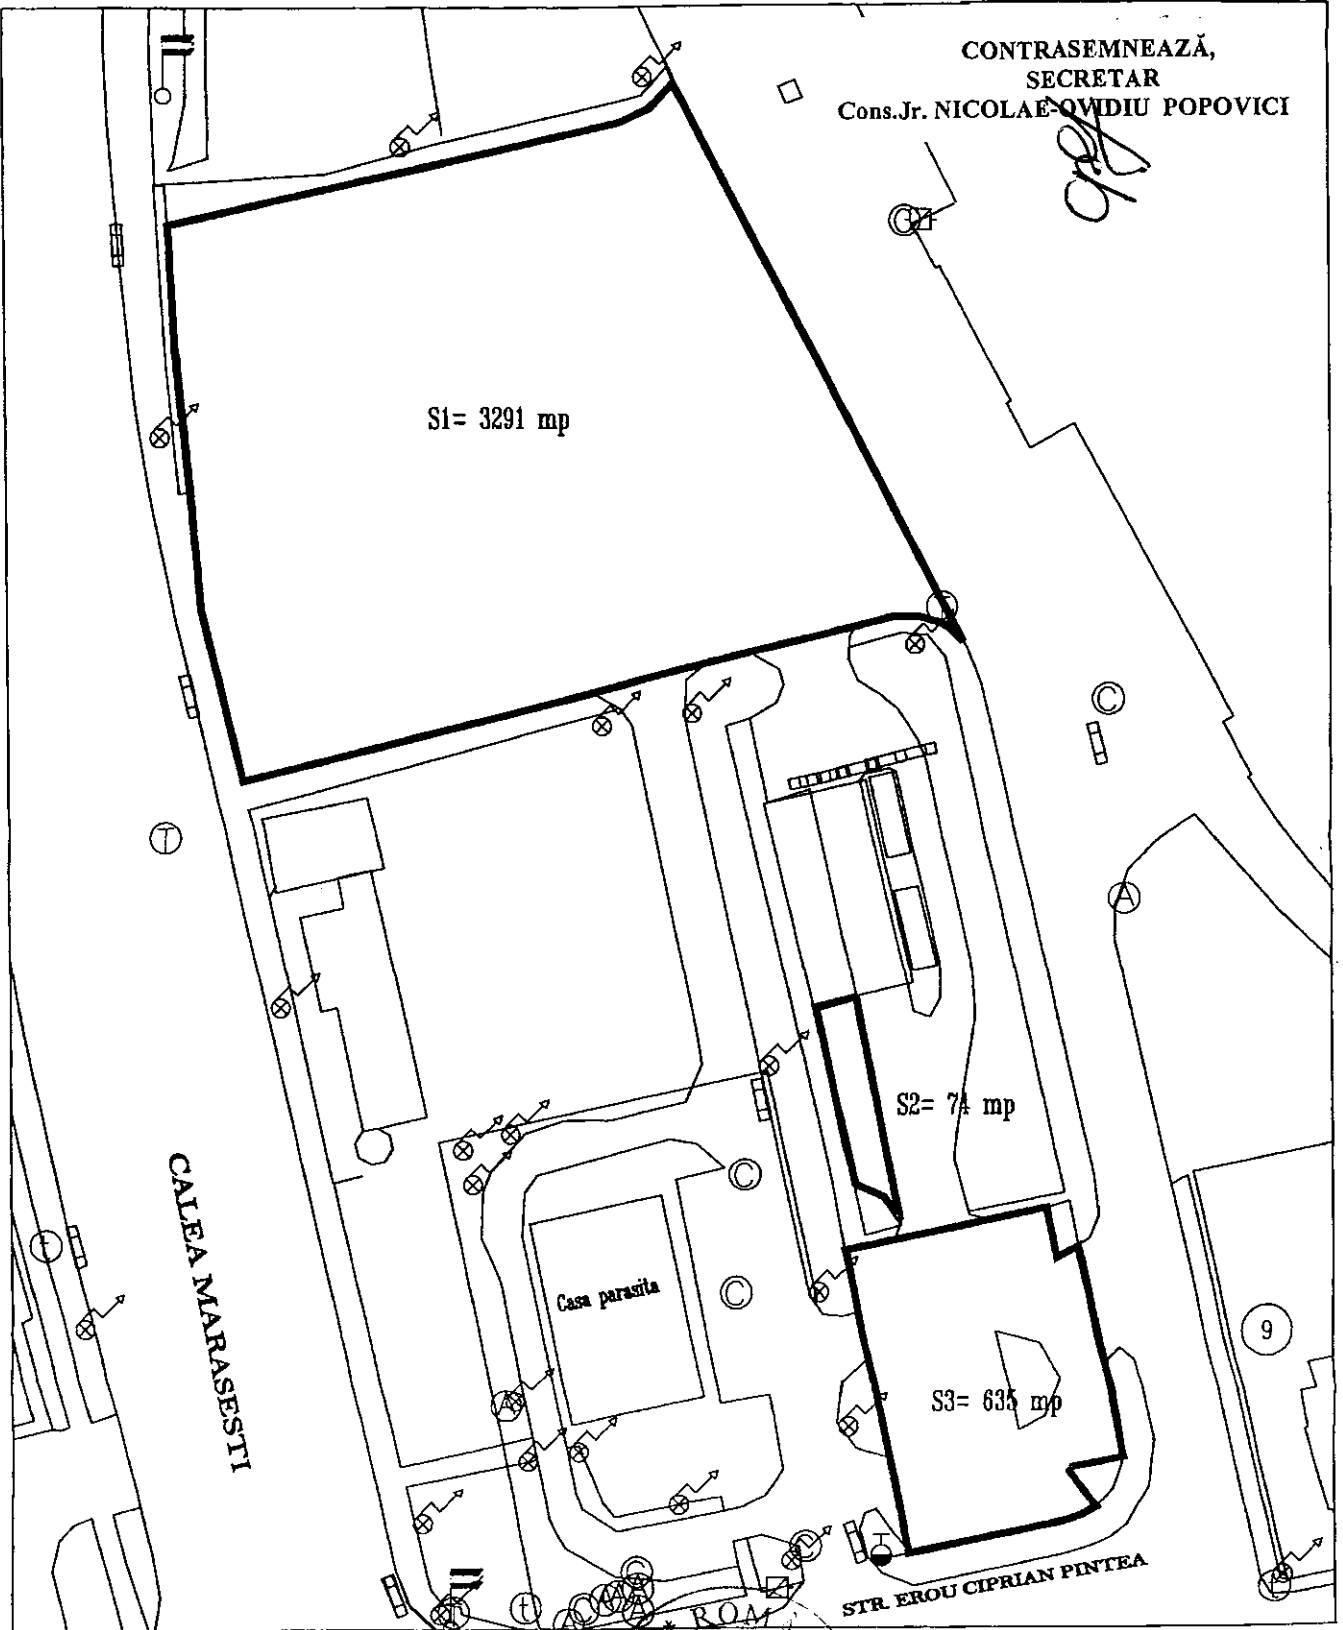 CONTRASEMNEAZĂ,
SECRETAR
Cons.Jr. NICOLAE-OVIDIU POPOVICI
C
S1= 3291 mp
T
C
T
A
S2= 74 mp
CALEA MARASESTI
C
t
Casa parasita
C
9
A
S3= 635 mp
C
STR. EROU CIPRIAN PINTEA
t
* ROM